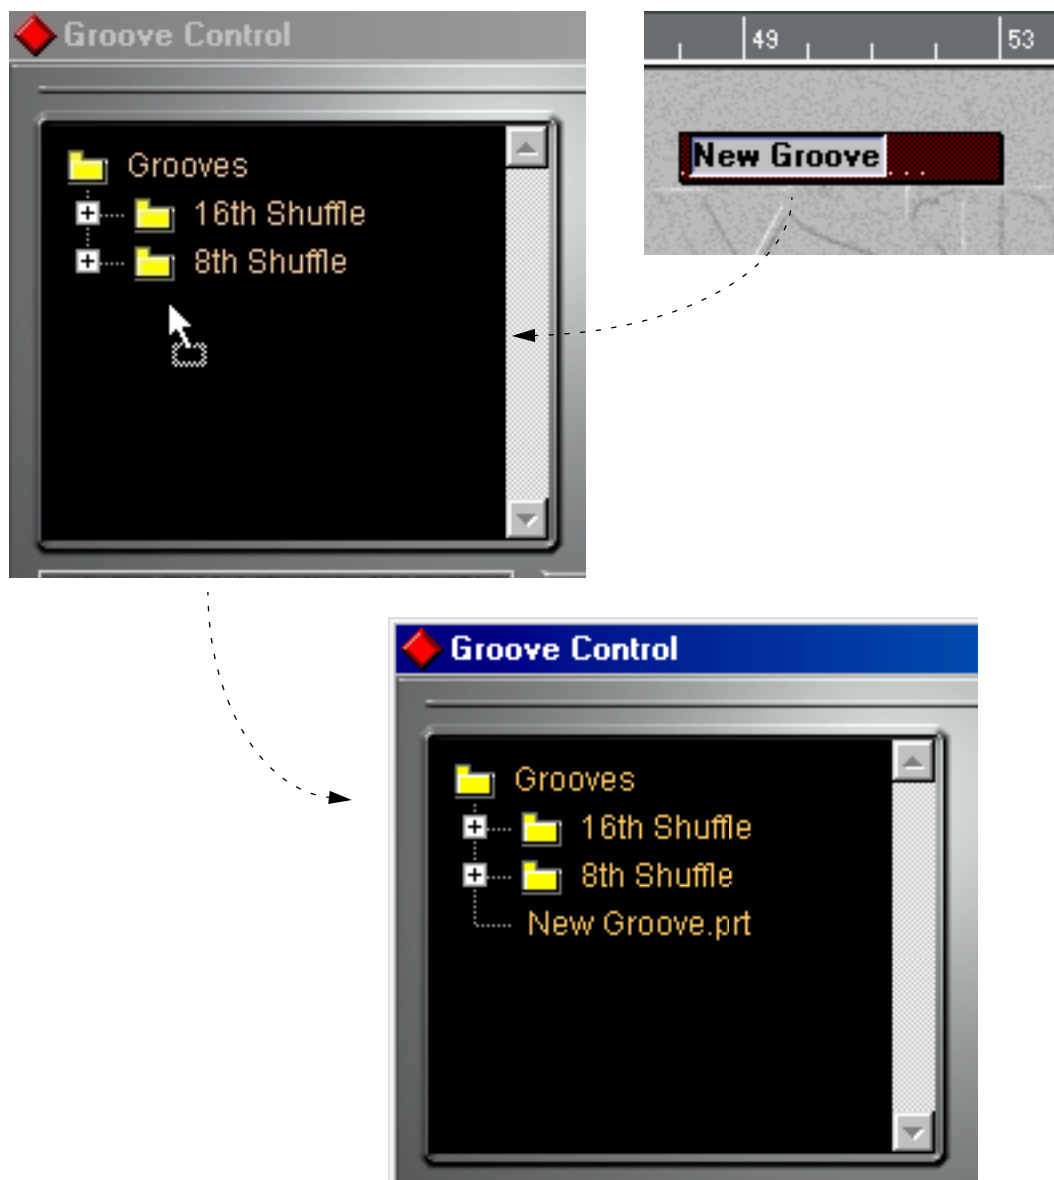 Groove Control
Grooves
16th Shuffle
8th Shuffle
49 53
New Groove
Groove Control
Grooves
16th Shuffle
8th Shuffle
New Groove.prt